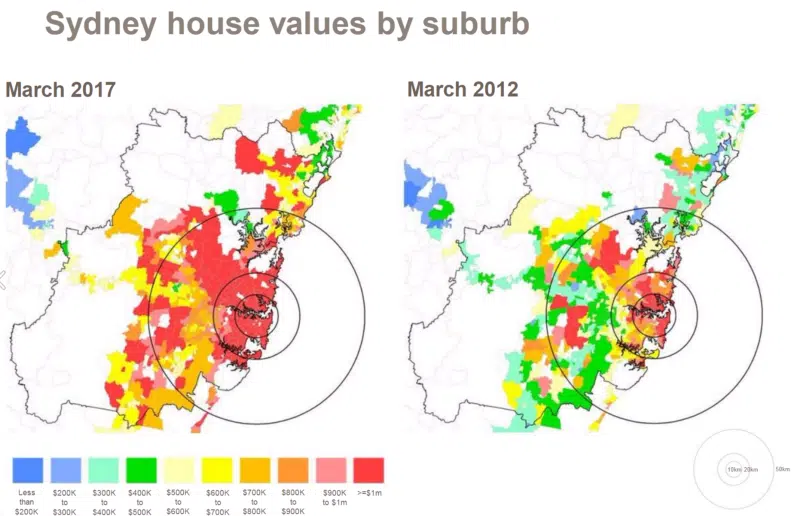 Sydney house values by suburb
March 2017
March 2012
Less than $200K
$200K to $300K
$300K to $400K
$400K to $500K
$500K to $600K
$600K to $700K
$700K to $800K
$800K to $900K
$900K to $1m
>=$1m
10km 20km 50km